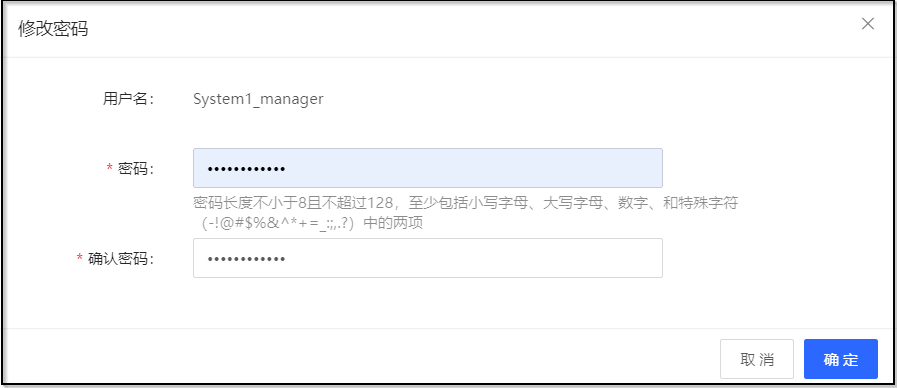 修改密码
用户名： System1_manager
* 密码： ••••••••••••
密码长度不小于8且不超过128，至少包括小写字母、大写字母、数字、和特殊字符
（-!@#$%&^*+=_:;,.?）中的两项
* 确认密码： ••••••••••••
取 消 确 定